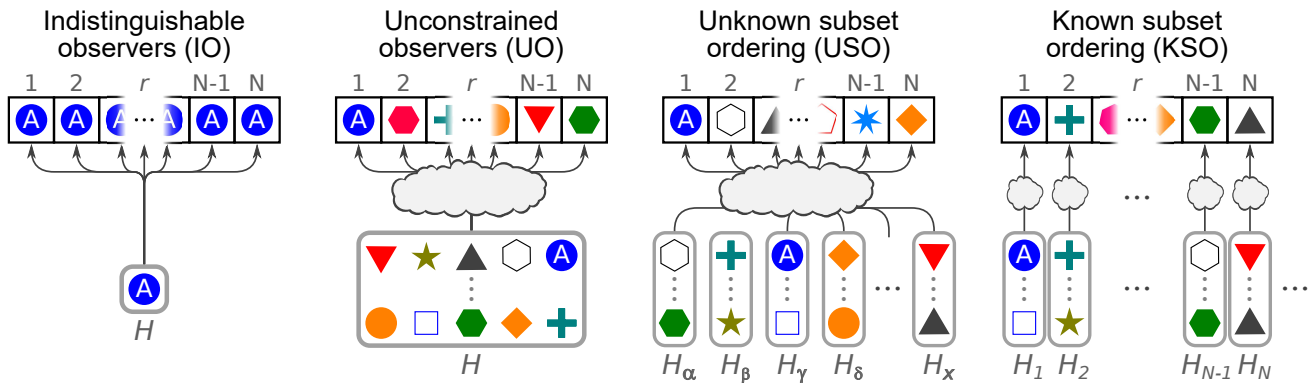 Indistinguishable observers (IO)
1 2 r N-1 N
A A A ... A A A
A
H
Unconstrained observers (UO)
1 2 r N-1 N
A ...
A
...
H
Unknown subset ordering (USO)
1 2 r N-1 N
A ...
A
...
Hα Hβ Hγ Hδ Hx
Known subset ordering (KSO)
1 2 r N-1 N
A ...
...
A
... ...
H1 H2 HN-1 HN